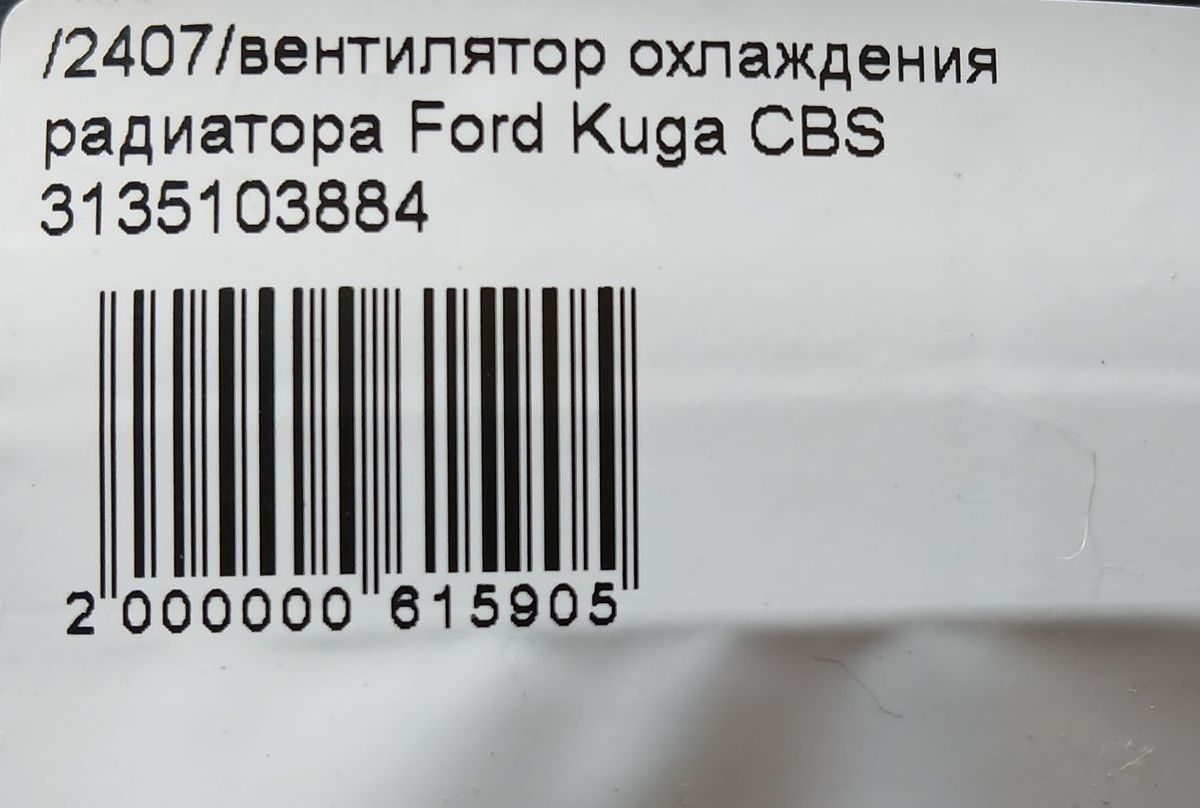 /2407/вентилятор охлаждения
радиатора Ford Kuga CBS
3135103884
2 000000 615905